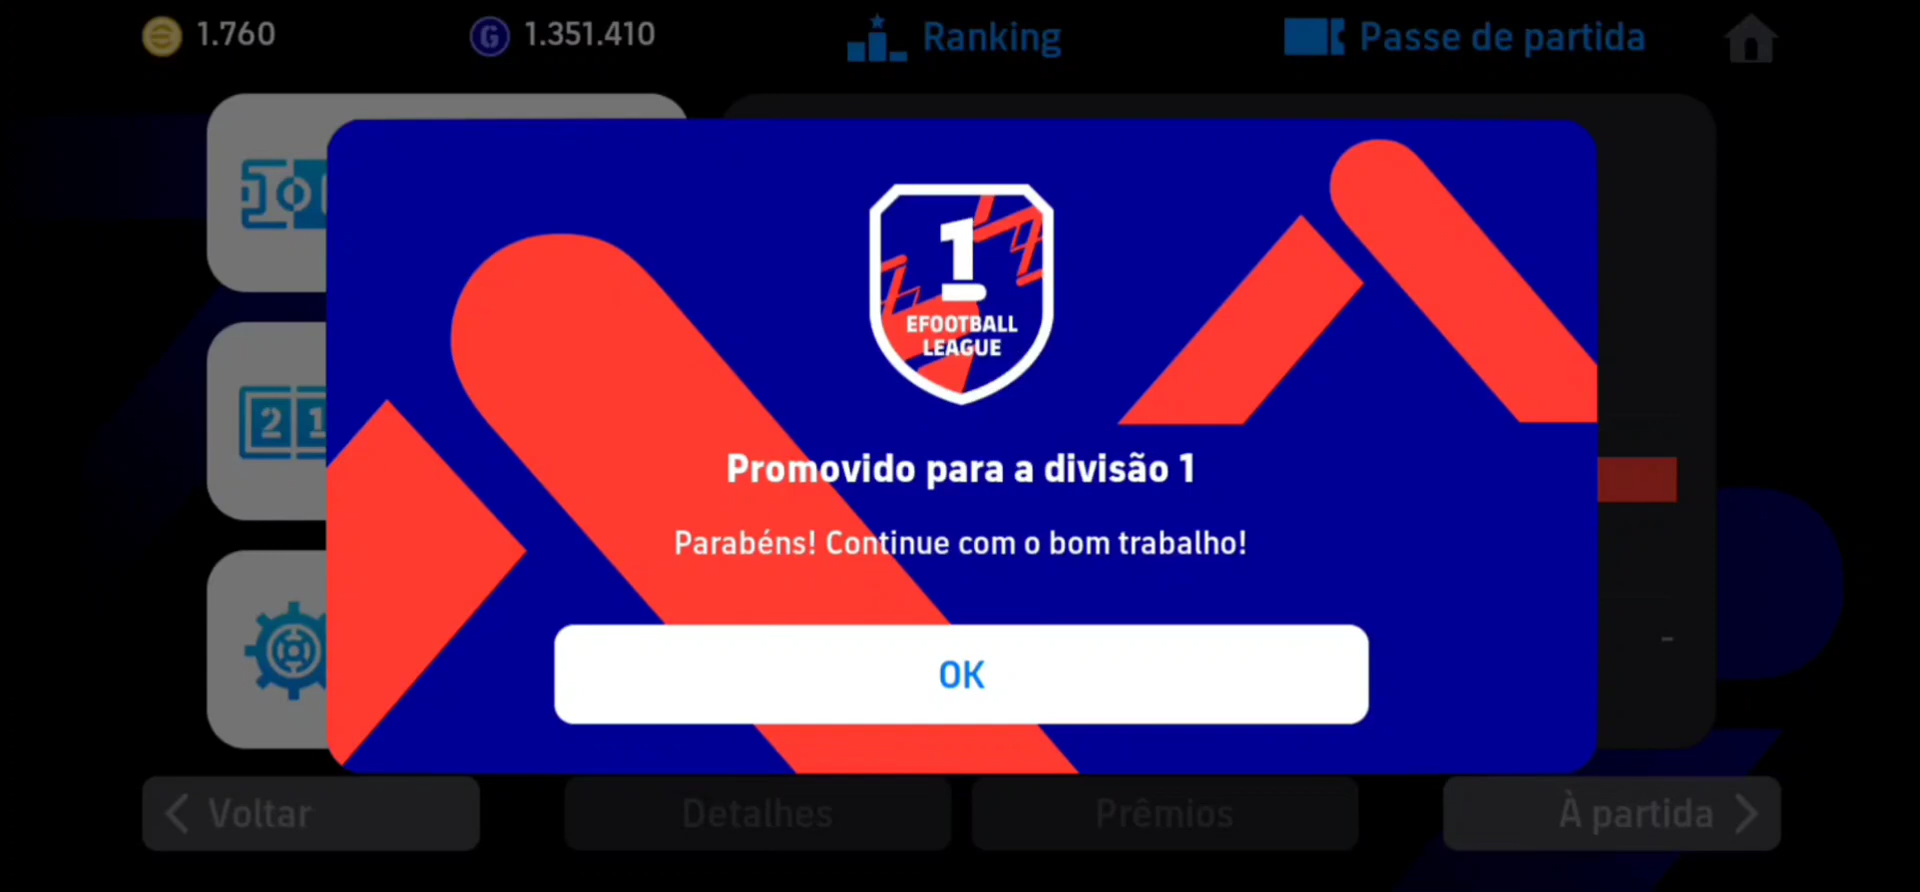 1.760
1.351.410
Ranking
Passe de partida
1
EFOOTBALL
LEAGUE
21
Promovido para a divisão 1
Parabéns! Continue com o bom trabalho!
OK
-
Voltar
Detalhes
Prêmios
À partida